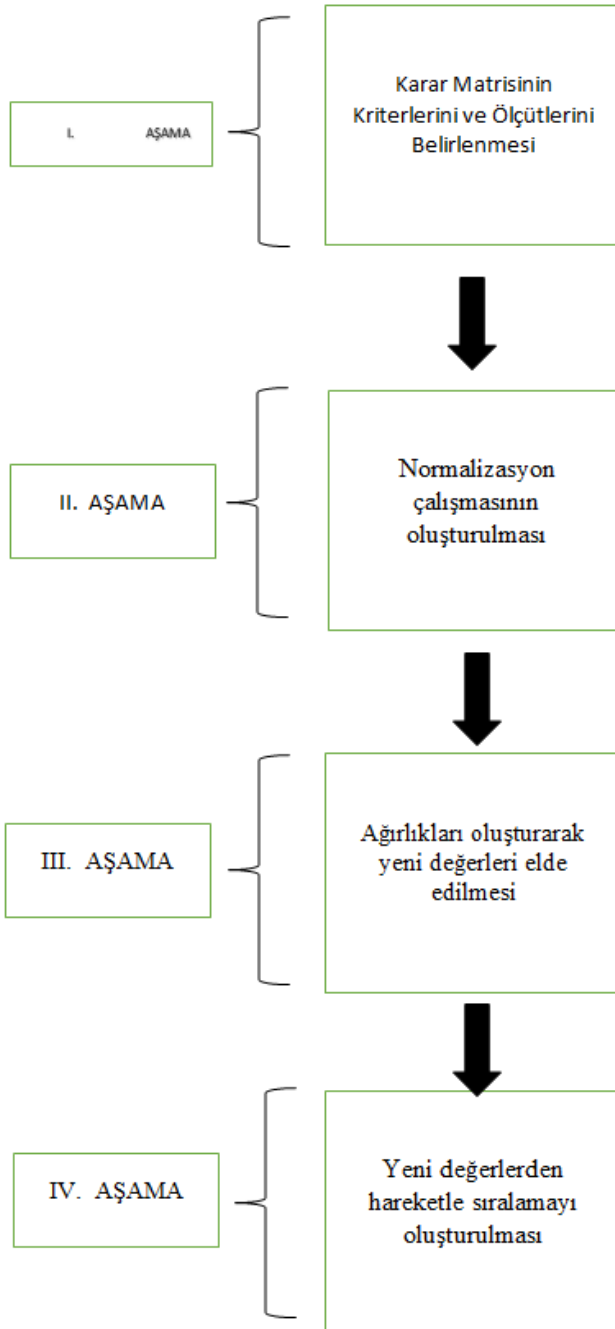 I. AŞAMA
Karar Matrisinin
Kriterlerini ve Ölçütlerini
Belirlenmesi
II. AŞAMA
Normalizasyon
çalışmasının
oluşturulması
III. AŞAMA
Ağırlıkları oluşturarak
yeni değerleri elde
edilmesi
IV. AŞAMA
Yeni değerlerden
hareketle sıralamayı
oluşturulması